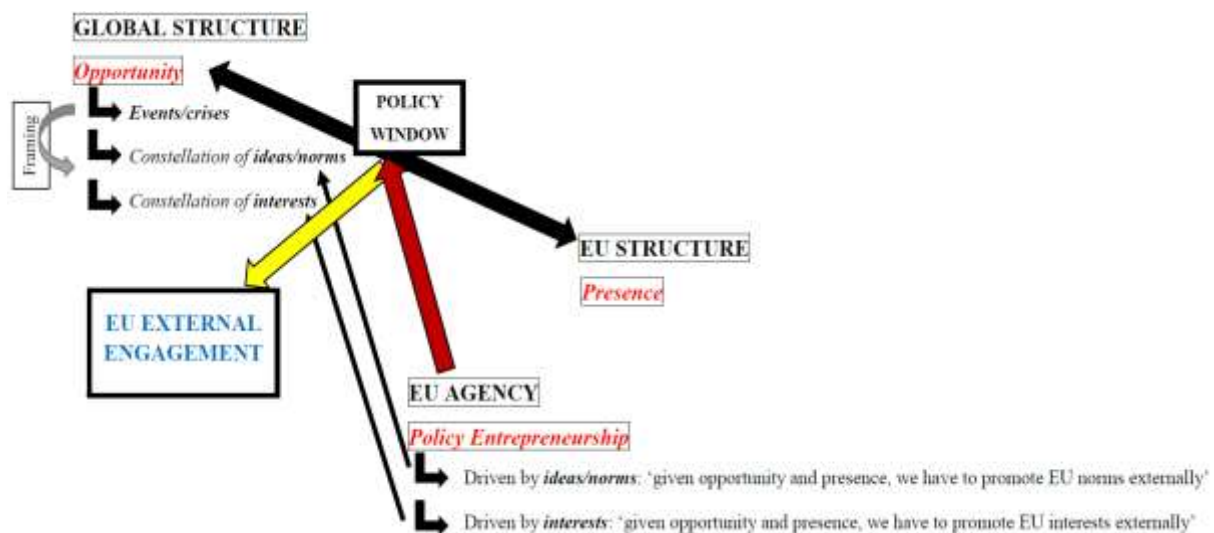 GLOBAL STRUCTURE
Opportunity
Framing
Events/crises
Constellation of ideas/norms
Constellation of interests
POLICY
WINDOW
EU STRUCTURE
Presence
EU EXTERNAL
ENGAGEMENT
EU AGENCY
Policy Entrepreneurship
Driven by ideas/norms: ‘given opportunity and presence, we have to promote EU norms externally’
Driven by interests: ‘given opportunity and presence, we have to promote EU interests externally’